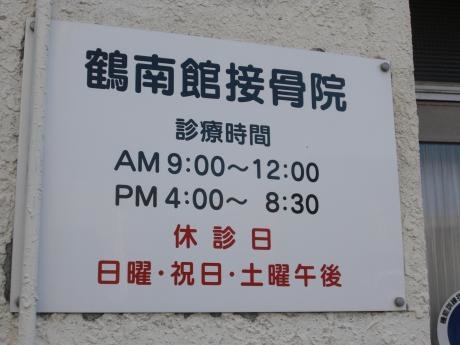 鶴南館接骨院
診療時間
AM 9:00～12:00
PM 4:00～ 8:30
休診日
日曜・祝日・土曜午後